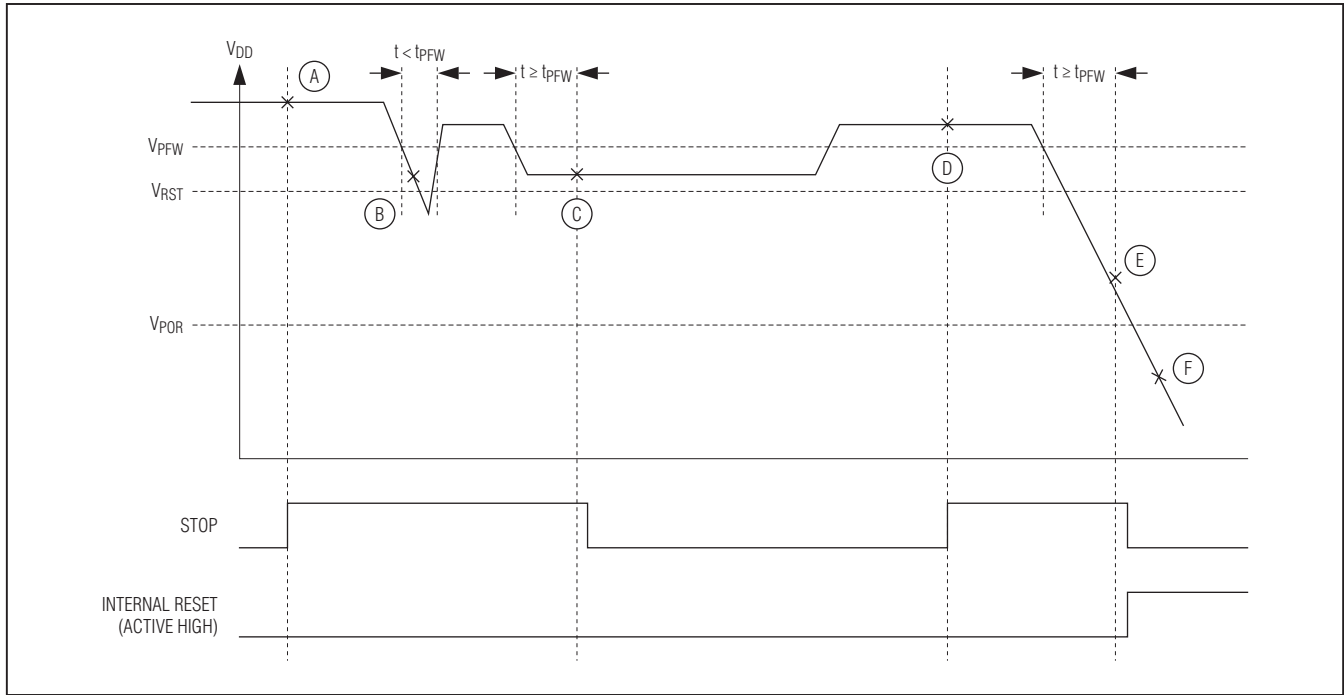 VDD
A
t < tPFW
t ≥ tPFW
t ≥ tPFW
VPFW
VRST
B
C
D
E
VPOR
F
STOP
INTERNAL RESET
(ACTIVE HIGH)